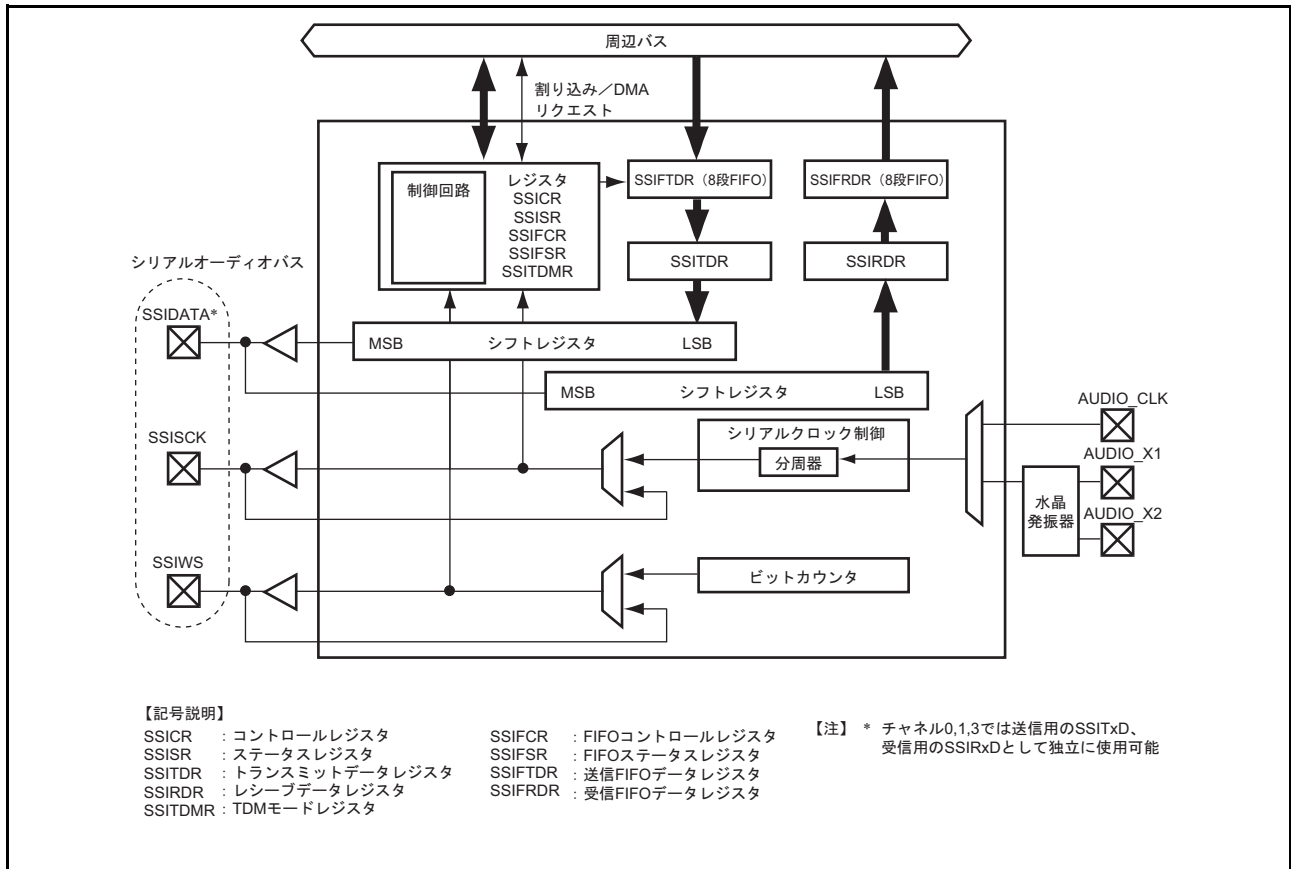 周辺バス
割り込み／DMA
リクエスト
制御回路
レジスタ
SSICR
SSISR
SSIFCR
SSIFSR
SSITDMR
SSIFTDR（8段FIFO）
SSIFRDR（8段FIFO）
SSITDR
SSIRDR
シリアルオーディオバス
SSIDATA*
MSB シフトレジスタ LSB
MSB シフトレジスタ LSB
SSISCK
シリアルクロック制御
分周器
AUDIO_CLK
AUDIO_X1
水晶
発振器
AUDIO_X2
SSIWS
ビットカウンタ
【記号説明】
SSICR ：コントロールレジスタ
SSISR ：ステータスレジスタ
SSITDR ：トランスミットデータレジスタ
SSIRDR ：レシーブデータレジスタ
SSITDMR：TDMモードレジスタ
SSIFCR ：FIFOコントロールレジスタ
SSIFSR ：FIFOステータスレジスタ
SSIFTDR ：送信FIFOデータレジスタ
SSIFRDR ：受信FIFOデータレジスタ
【注】 * チャネル0,1,3では送信用のSSITxD、
受信用のSSIRxDとして独立に使用可能